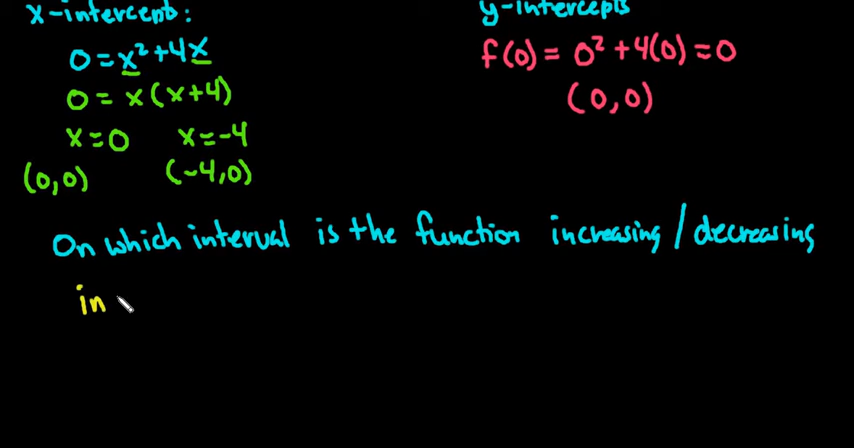 x-intercept: y-intercepts
0 = x² + 4x f(0) = 0² + 4(0) = 0
0 = x(x+4) (0,0)
x = 0 x = -4
(0,0) (-4,0)
On which interval is the function increasing/decreasing
in